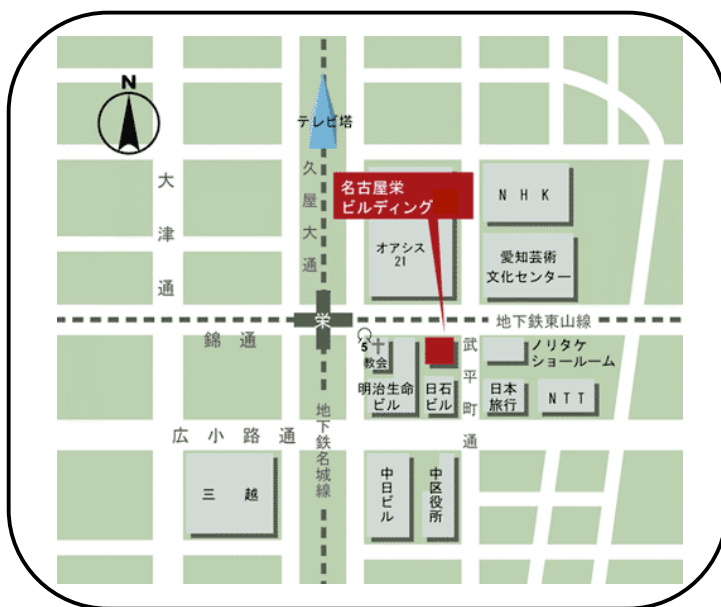 N
テレビ塔
大津通
久屋大通
名古屋栄
ビルディング
NHK
オアシス
21
愛知芸術
文化センター
栄
地下鉄東山線
錦通
5
教会
武平町通
ノリタケ
ショールーム
明治生命
ビル
日石
ビル
日本
旅行
NTT
地下鉄名城線
広小路通
三越
中日ビル
中区役所